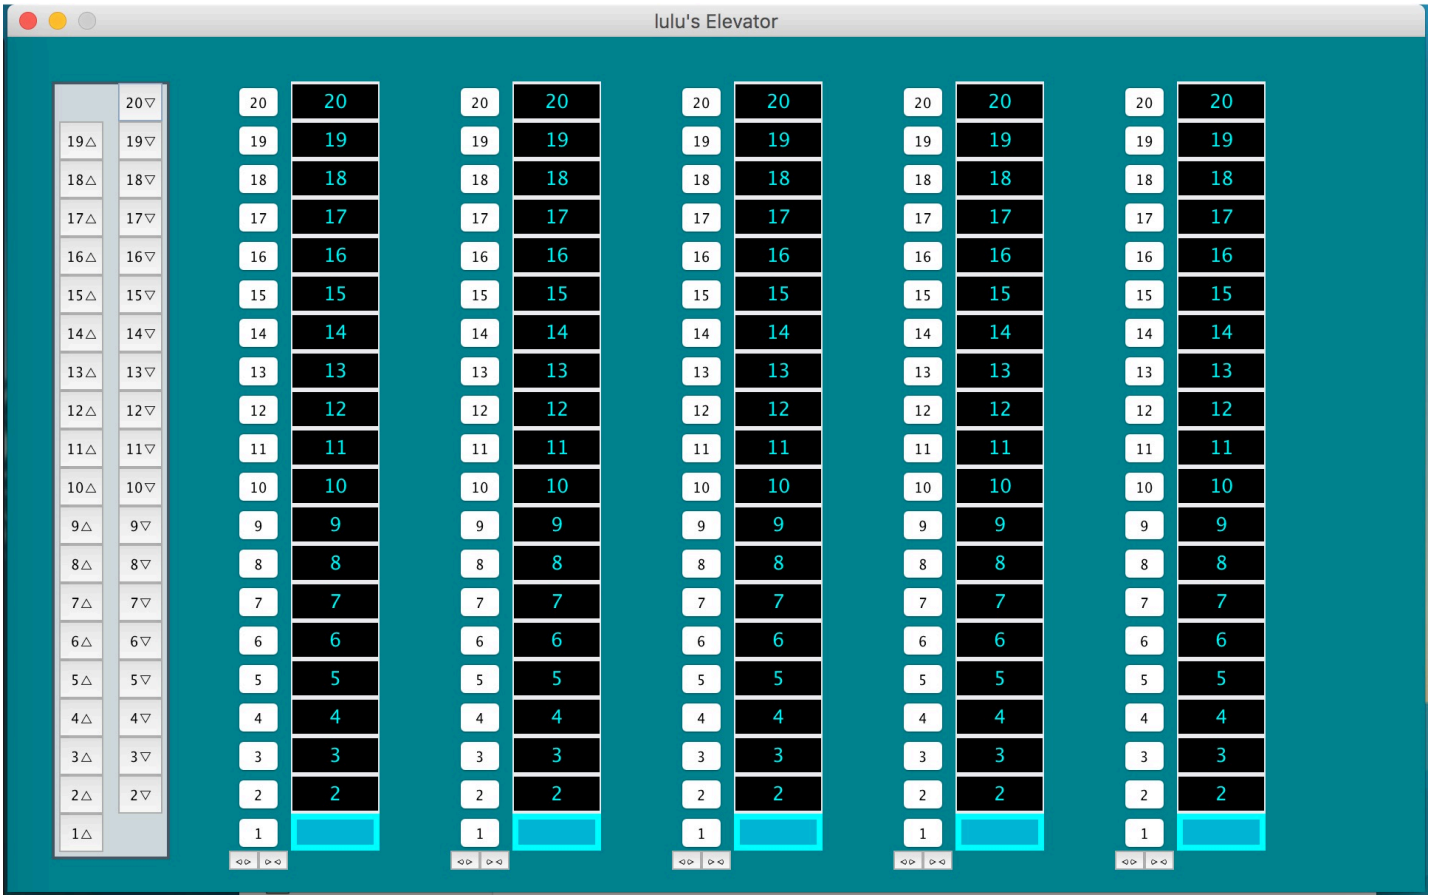 lulu's Elevator
20▽ 20 20 20 20 20 20 20 20 20 20
19△ 19▽ 19 19 19 19 19 19 19 19 19 19
18△ 18▽ 18 18 18 18 18 18 18 18 18 18
17△ 17▽ 17 17 17 17 17 17 17 17 17 17
16△ 16▽ 16 16 16 16 16 16 16 16 16 16
15△ 15▽ 15 15 15 15 15 15 15 15 15 15
14△ 14▽ 14 14 14 14 14 14 14 14 14 14
13△ 13▽ 13 13 13 13 13 13 13 13 13 13
12△ 12▽ 12 12 12 12 12 12 12 12 12 12
11△ 11▽ 11 11 11 11 11 11 11 11 11 11
10△ 10▽ 10 10 10 10 10 10 10 10 10 10
9△ 9▽ 9 9 9 9 9 9 9 9 9 9
8△ 8▽ 8 8 8 8 8 8 8 8 8 8
7△ 7▽ 7 7 7 7 7 7 7 7 7 7
6△ 6▽ 6 6 6 6 6 6 6 6 6 6
5△ 5▽ 5 5 5 5 5 5 5 5 5 5
4△ 4▽ 4 4 4 4 4 4 4 4 4 4
3△ 3▽ 3 3 3 3 3 3 3 3 3 3
2△ 2▽ 2 2 2 2 2 2 2 2 2 2
1△ 1 1 1 1 1
◁▷ ▷◁ ◁▷ ▷◁ ◁▷ ▷◁ ◁▷ ▷◁ ◁▷ ▷◁